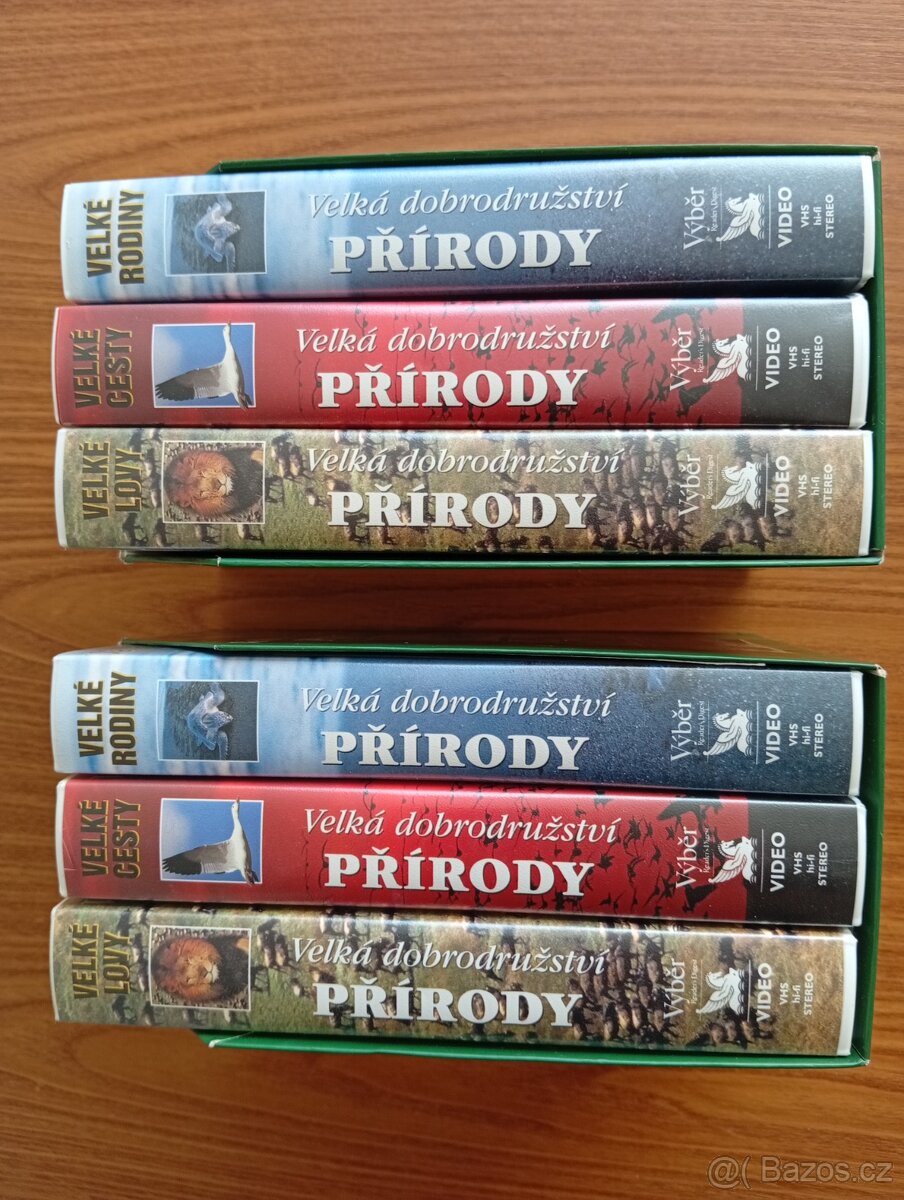 VELKÉ
RODINY
Velká dobrodružství
PŘÍRODY
Výběr
Reader's Digest
VIDEO
VHS
hi-fi
STEREO
VELKÉ
CESTY
Velká dobrodružství
PŘÍRODY
Výběr
Reader's Digest
VIDEO
VHS
hi-fi
STEREO
VELKÉ
LOVY
Velká dobrodružství
PŘÍRODY
Výběr
Reader's Digest
VIDEO
VHS
hi-fi
STEREO
VELKÉ
RODINY
Velká dobrodružství
PŘÍRODY
Výběr
Reader's Digest
VIDEO
VHS
hi-fi
STEREO
VELKÉ
CESTY
Velká dobrodružství
PŘÍRODY
Výběr
Reader's Digest
VIDEO
VHS
hi-fi
STEREO
VELKÉ
LOVY
Velká dobrodružství
PŘÍRODY
Výběr
Reader's Digest
VIDEO
VHS
hi-fi
STEREO
@( Bazos.cz